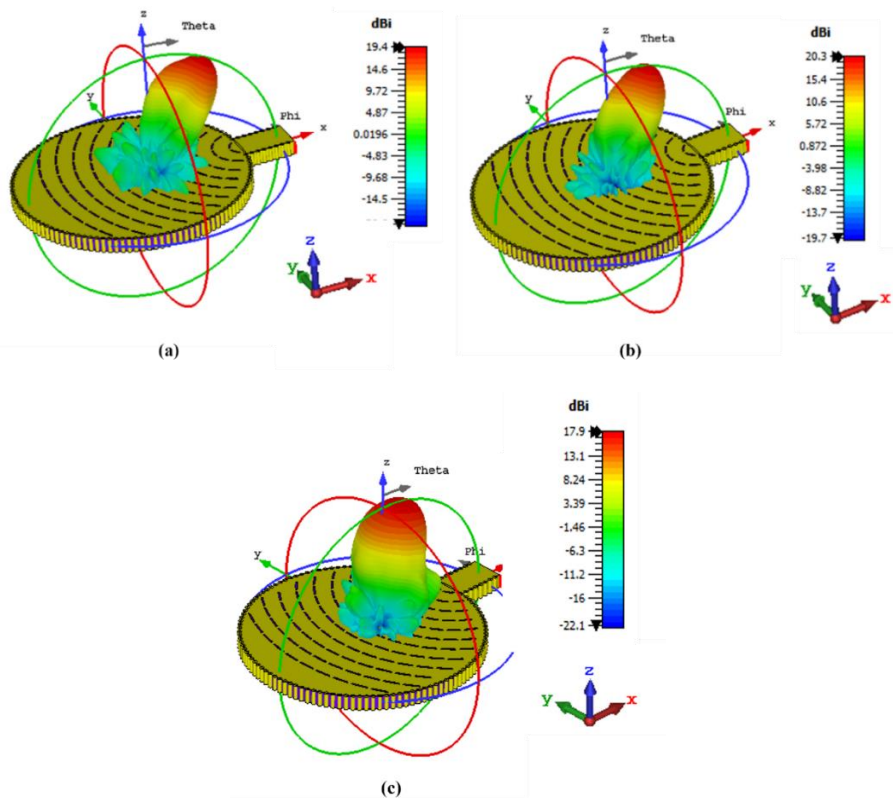 z
Theta
y
Phi
x
dBi
19.4
14.6
9.72
4.87
0.0196
-4.83
-9.68
-14.5
z
y
x
(a)
z
Theta
y
Phi
x
dBi
20.3
15.4
10.6
5.72
0.872
-3.98
-8.82
-13.7
-19.7
z
y
x
(b)
z
Theta
y
Phi
dBi
17.9
13.1
8.24
3.39
-1.46
-6.3
-11.2
-16
-22.1
z
y
x
(c)